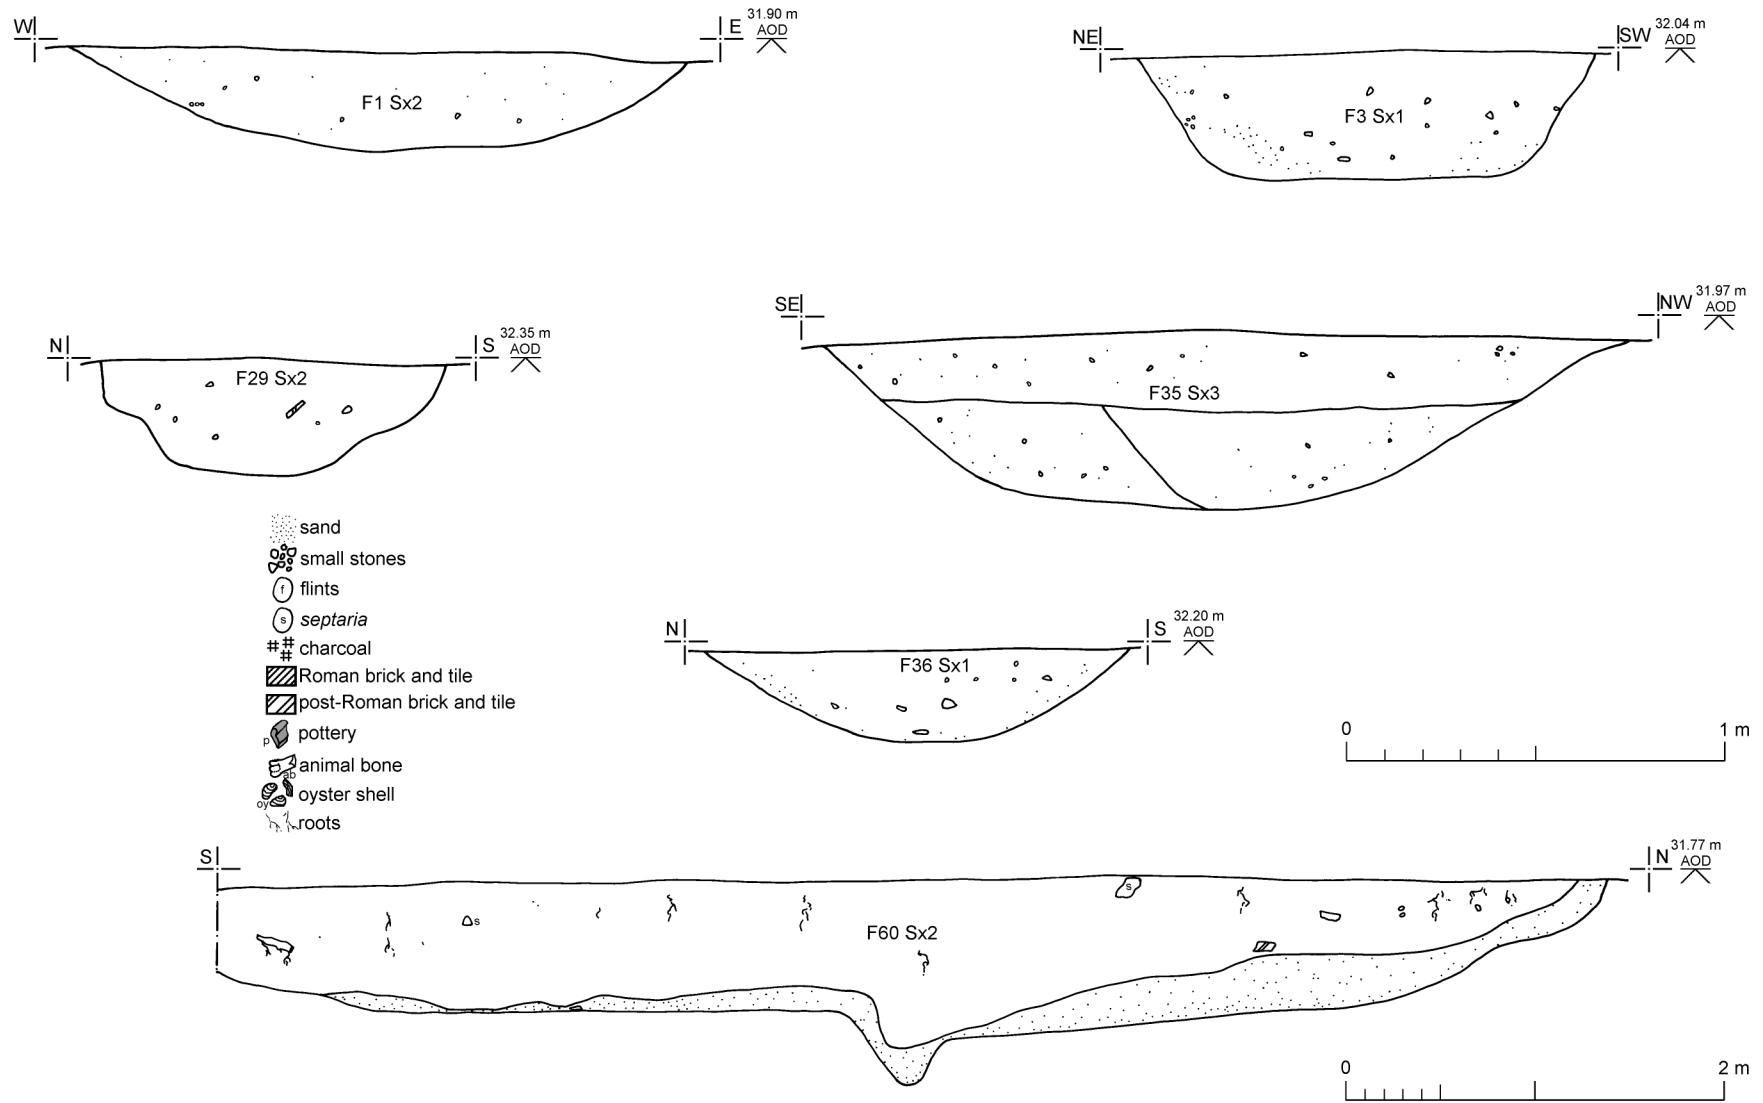 W
E
31.90 m
AOD
F1 Sx2
NE
SW
32.04 m
AOD
F3 Sx1
N
S
32.35 m
AOD
F29 Sx2
SE
NW
31.97 m
AOD
F35 Sx3
sand
small stones
f flints
s septaria
charcoal
Roman brick and tile
post-Roman brick and tile
p pottery
ab animal bone
oy oyster shell
roots
N
S
32.20 m
AOD
F36 Sx1
0 1 m
S
N
31.77 m
AOD
s
s
F60 Sx2
0 2 m